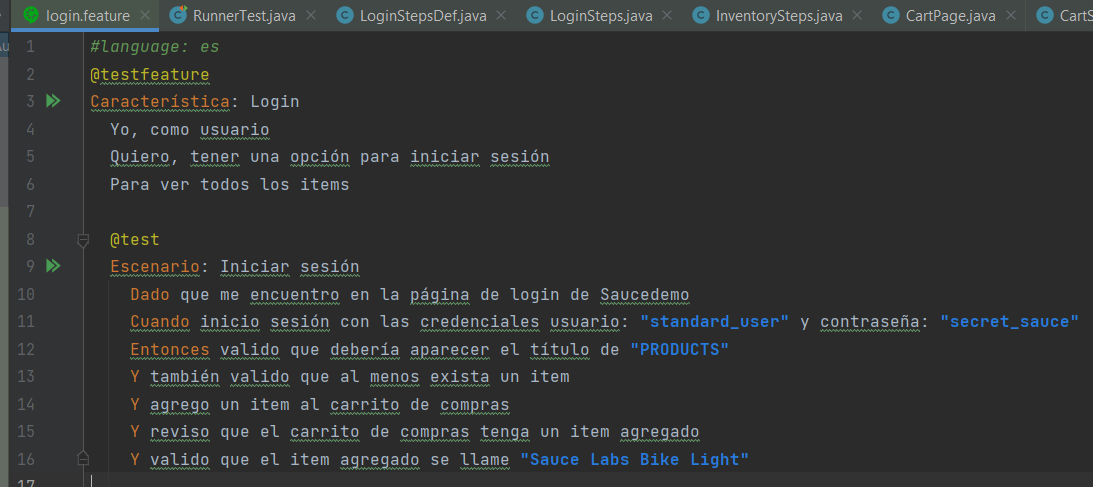 login.feature RunnerTest.java LoginStepsDef.java LoginSteps.java InventorySteps.java CartPage.java CartS
1 #language: es
2 @testfeature
3 Característica: Login
4 Yo, como usuario
5 Quiero, tener una opción para iniciar sesión
6 Para ver todos los items
7
8 @test
9 Escenario: Iniciar sesión
10 Dado que me encuentro en la página de login de Saucedemo
11 Cuando inicio sesión con las credenciales usuario: "standard_user" y contraseña: "secret_sauce"
12 Entonces valido que debería aparecer el titulo de "PRODUCTS"
13 Y también valido que al menos exista un item
14 Y agrego un item al carrito de compras
15 Y reviso que el carrito de compras tenga un item agregado
16 Y valido que el item agregado se llame "Sauce Labs Bike Light"
17